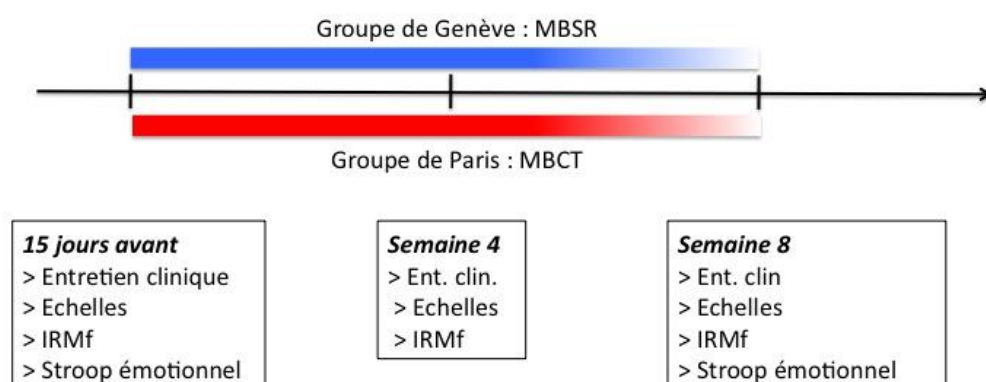 Groupe de Genève : MBSR
Groupe de Paris : MBCT
15 jours avant
> Entretien clinique
> Echelles
> IRMf
> Stroop émotionnel
Semaine 4
> Ent. clin.
> Echelles
> IRMf
Semaine 8
> Ent. clin
> Echelles
> IRMf
> Stroop émotionnel